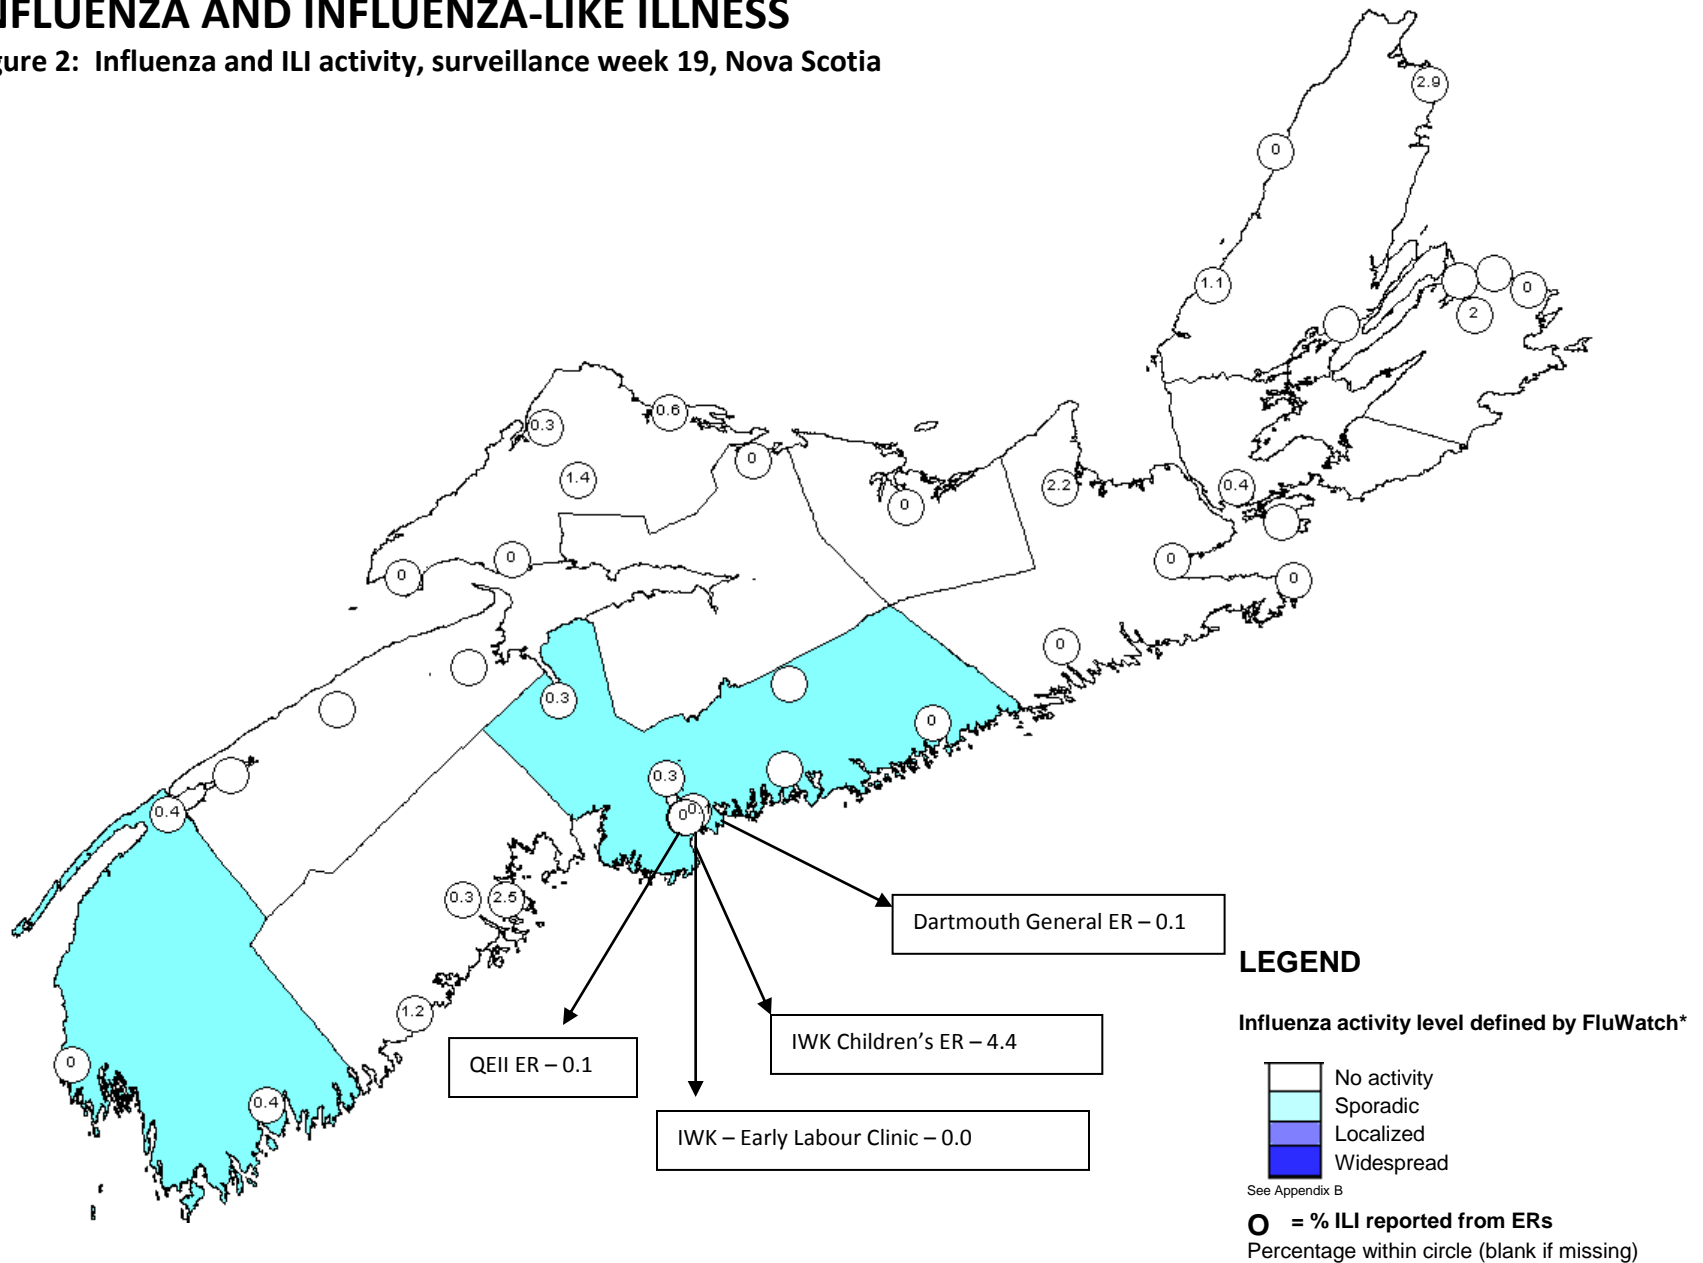 NFLUENZA AND INFLUENZA-LIKE ILLNESS
gure 2: Influenza and ILI activity, surveillance week 19, Nova Scotia
2.9
0
1.1
0
2
0.6
0.3
0
1.4
2.2
0.4
0
0
0
0
0
0
0.3
0
0.3
0.4
0
0.1
0.3
2.5
1.2
0
0.4
Dartmouth General ER – 0.1
IWK Children's ER – 4.4
QEII ER – 0.1
IWK – Early Labour Clinic – 0.0
LEGEND
Influenza activity level defined by FluWatch*
No activity
Sporadic
Localized
Widespread
See Appendix B
O = % ILI reported from ERs
Percentage within circle (blank if missing)